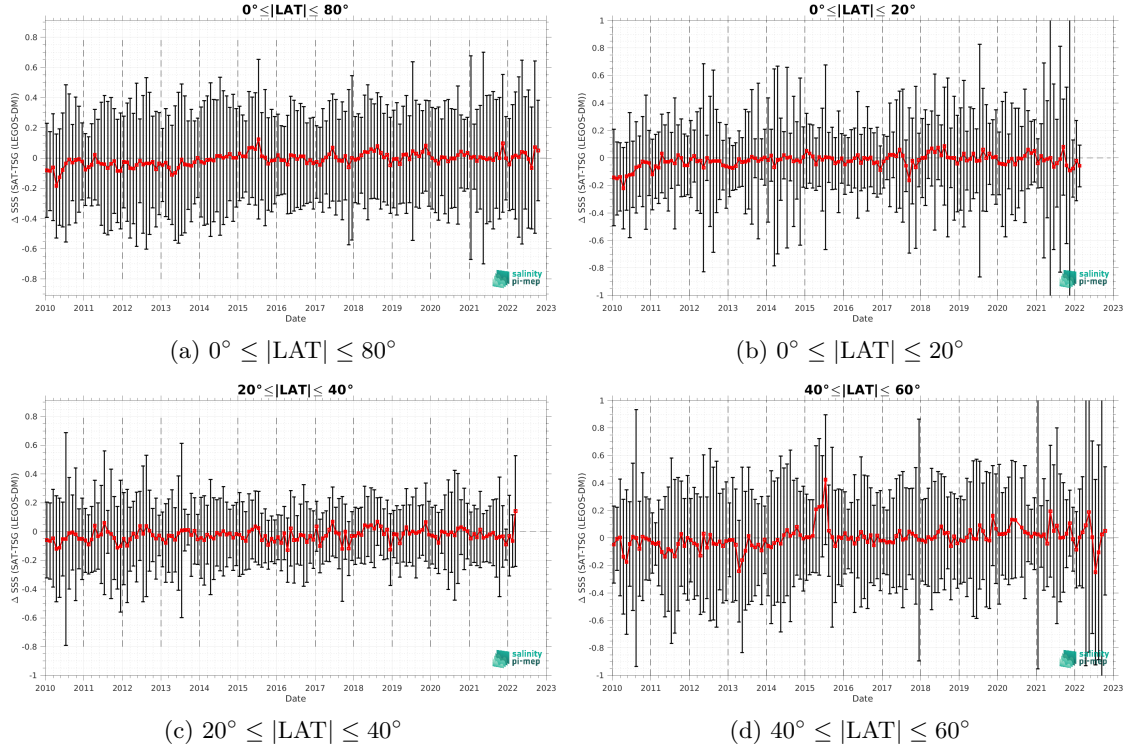 0°≤|LAT|≤ 80°
Δ SSS (SAT-TSG (LEGOS-DM))
0.8
0.6
0.4
0.2
0
-0.2
-0.4
-0.6
-0.8
2010 2011 2012 2013 2014 2015 2016 2017 2018 2019 2020 2021 2022 2023
Date
salinity
pi-mep
(a) 0° ≤ |LAT| ≤ 80°
0°≤|LAT|≤ 20°
Δ SSS (SAT-TSG (LEGOS-DM))
1
0.8
0.6
0.4
0.2
0
-0.2
-0.4
-0.6
-0.8
-1
2010 2011 2012 2013 2014 2015 2016 2017 2018 2019 2020 2021 2022 2023
Date
salinity
pi-mep
(b) 0° ≤ |LAT| ≤ 20°
20°≤|LAT|≤ 40°
Δ SSS (SAT-TSG (LEGOS-DM))
0.8
0.6
0.4
0.2
0
-0.2
-0.4
-0.6
-0.8
-1
2010 2011 2012 2013 2014 2015 2016 2017 2018 2019 2020 2021 2022 2023
Date
salinity
pi-mep
(c) 20° ≤ |LAT| ≤ 40°
40°≤|LAT|≤ 60°
Δ SSS (SAT-TSG (LEGOS-DM))
1
0.8
0.6
0.4
0.2
0
-0.2
-0.4
-0.6
-0.8
2010 2011 2012 2013 2014 2015 2016 2017 2018 2019 2020 2021 2022 2023
Date
salinity
pi-mep
(d) 40° ≤ |LAT| ≤ 60°